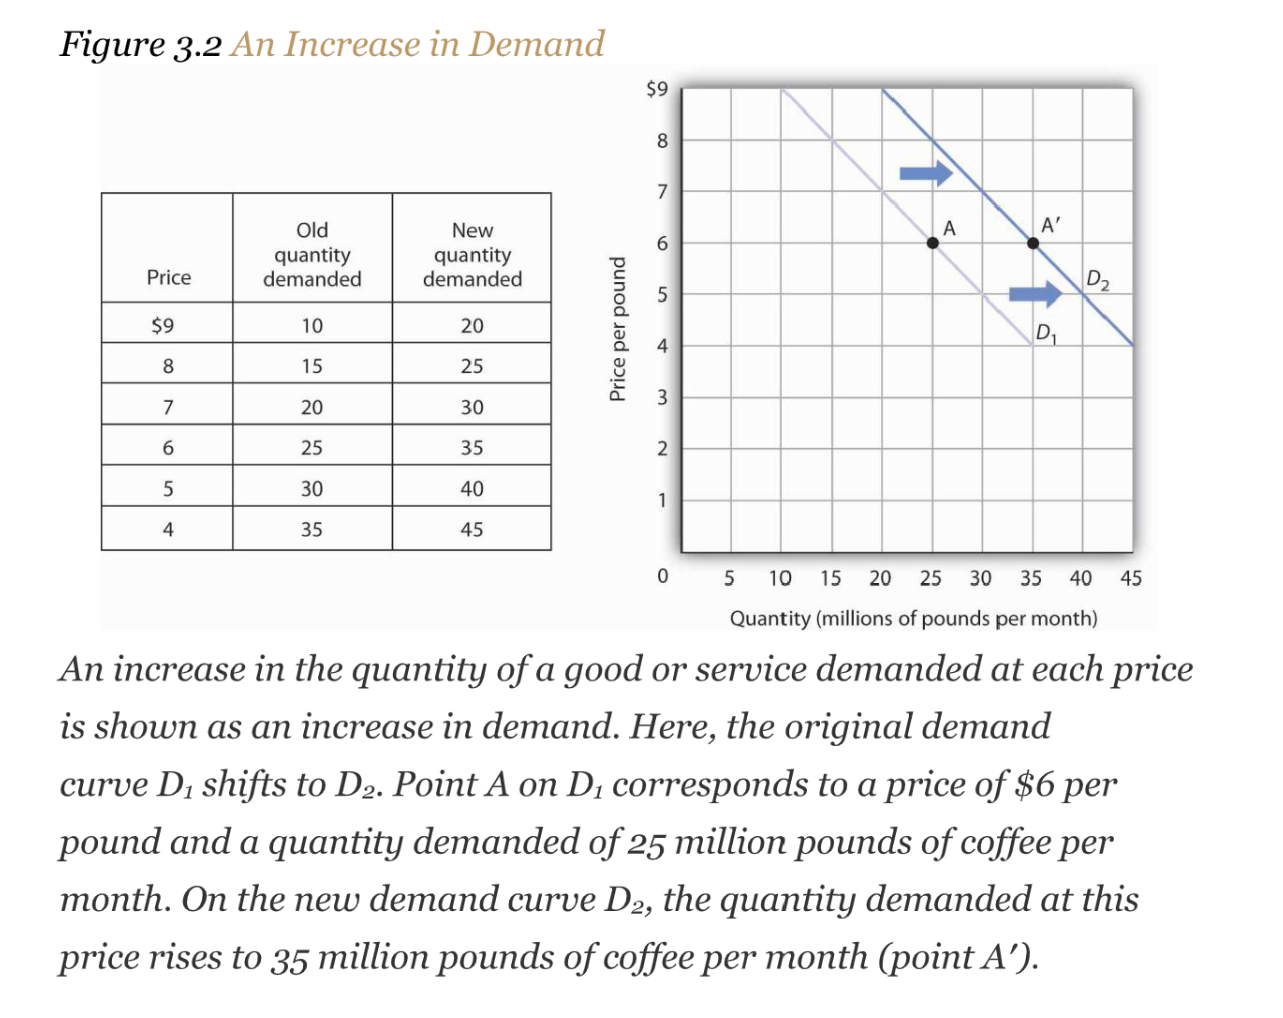 Figure 3.2 An Increase in Demand
Price Old quantity demanded New quantity demanded
$9 10 20
8 15 25
7 20 30
6 25 35
5 30 40
4 35 45
Price per pound
$9
8
7
6
5
4
3
2
1
0 5 10 15 20 25 30 35 40 45
A
A′
D₂
D₁
Quantity (millions of pounds per month)
An increase in the quantity of a good or service demanded at each price
is shown as an increase in demand. Here, the original demand
curve D₁ shifts to D₂. Point A on D₁ corresponds to a price of $6 per
pound and a quantity demanded of 25 million pounds of coffee per
month. On the new demand curve D₂, the quantity demanded at this
price rises to 35 million pounds of coffee per month (point A′).